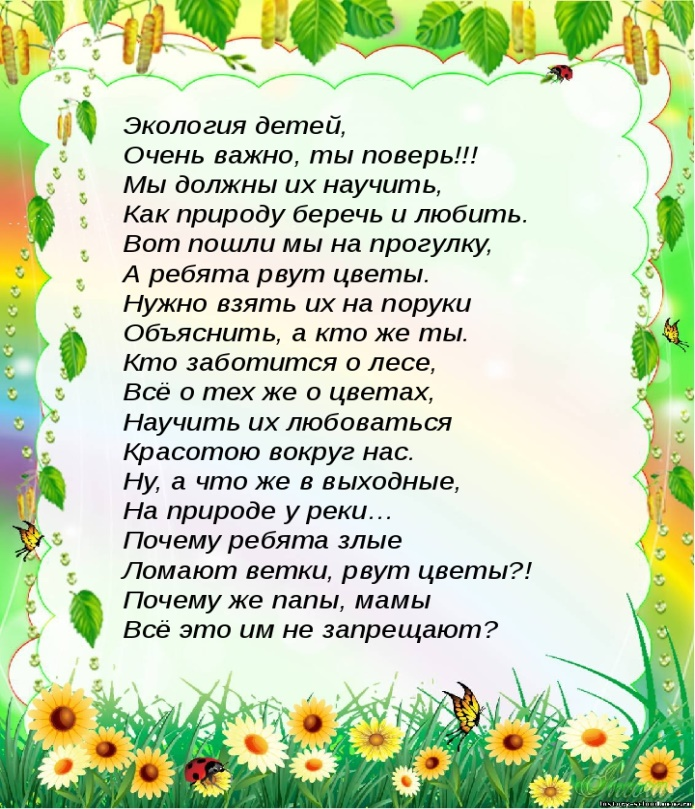 Экология детей,
Очень важно, ты поверь!!!
Мы должны их научить,
Как природу беречь и любить.
Вот пошли мы на прогулку,
А ребята рвут цветы.
Нужно взять их на поруки
Объяснить, а кто же ты.
Кто заботится о лесе,
Всё о тех же о цветах,
Научить их любоваться
Красотою вокруг нас.
Ну, а что же в выходные,
На природе у реки...
Почему ребята злые
Ломают ветки, рвут цветы?!
Почему же папы, мамы
Всё это им не запрещают?